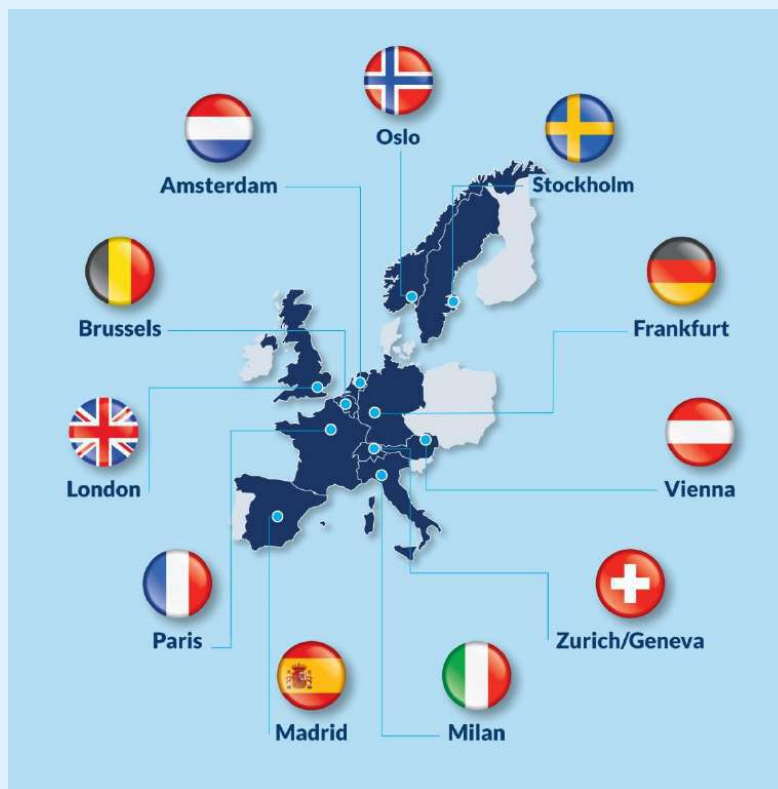 Oslo
Amsterdam
Stockholm
Brussels
Frankfurt
London
Vienna
Paris
Zurich/Geneva
Madrid
Milan